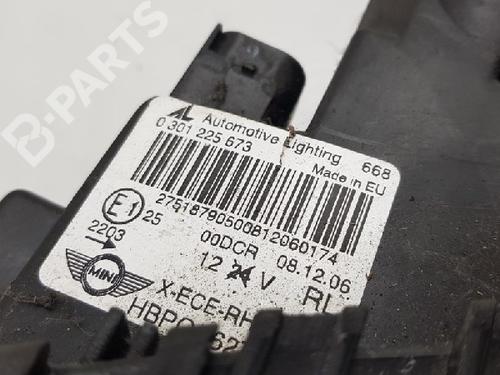 B-PARTS
AL Automotive Lighting 668
0 301 225 673 Made in EU
27518790500812060174
E1 25 00DCR 08.12.06
2203 12 24 V RL
MINI X-ECE-RH